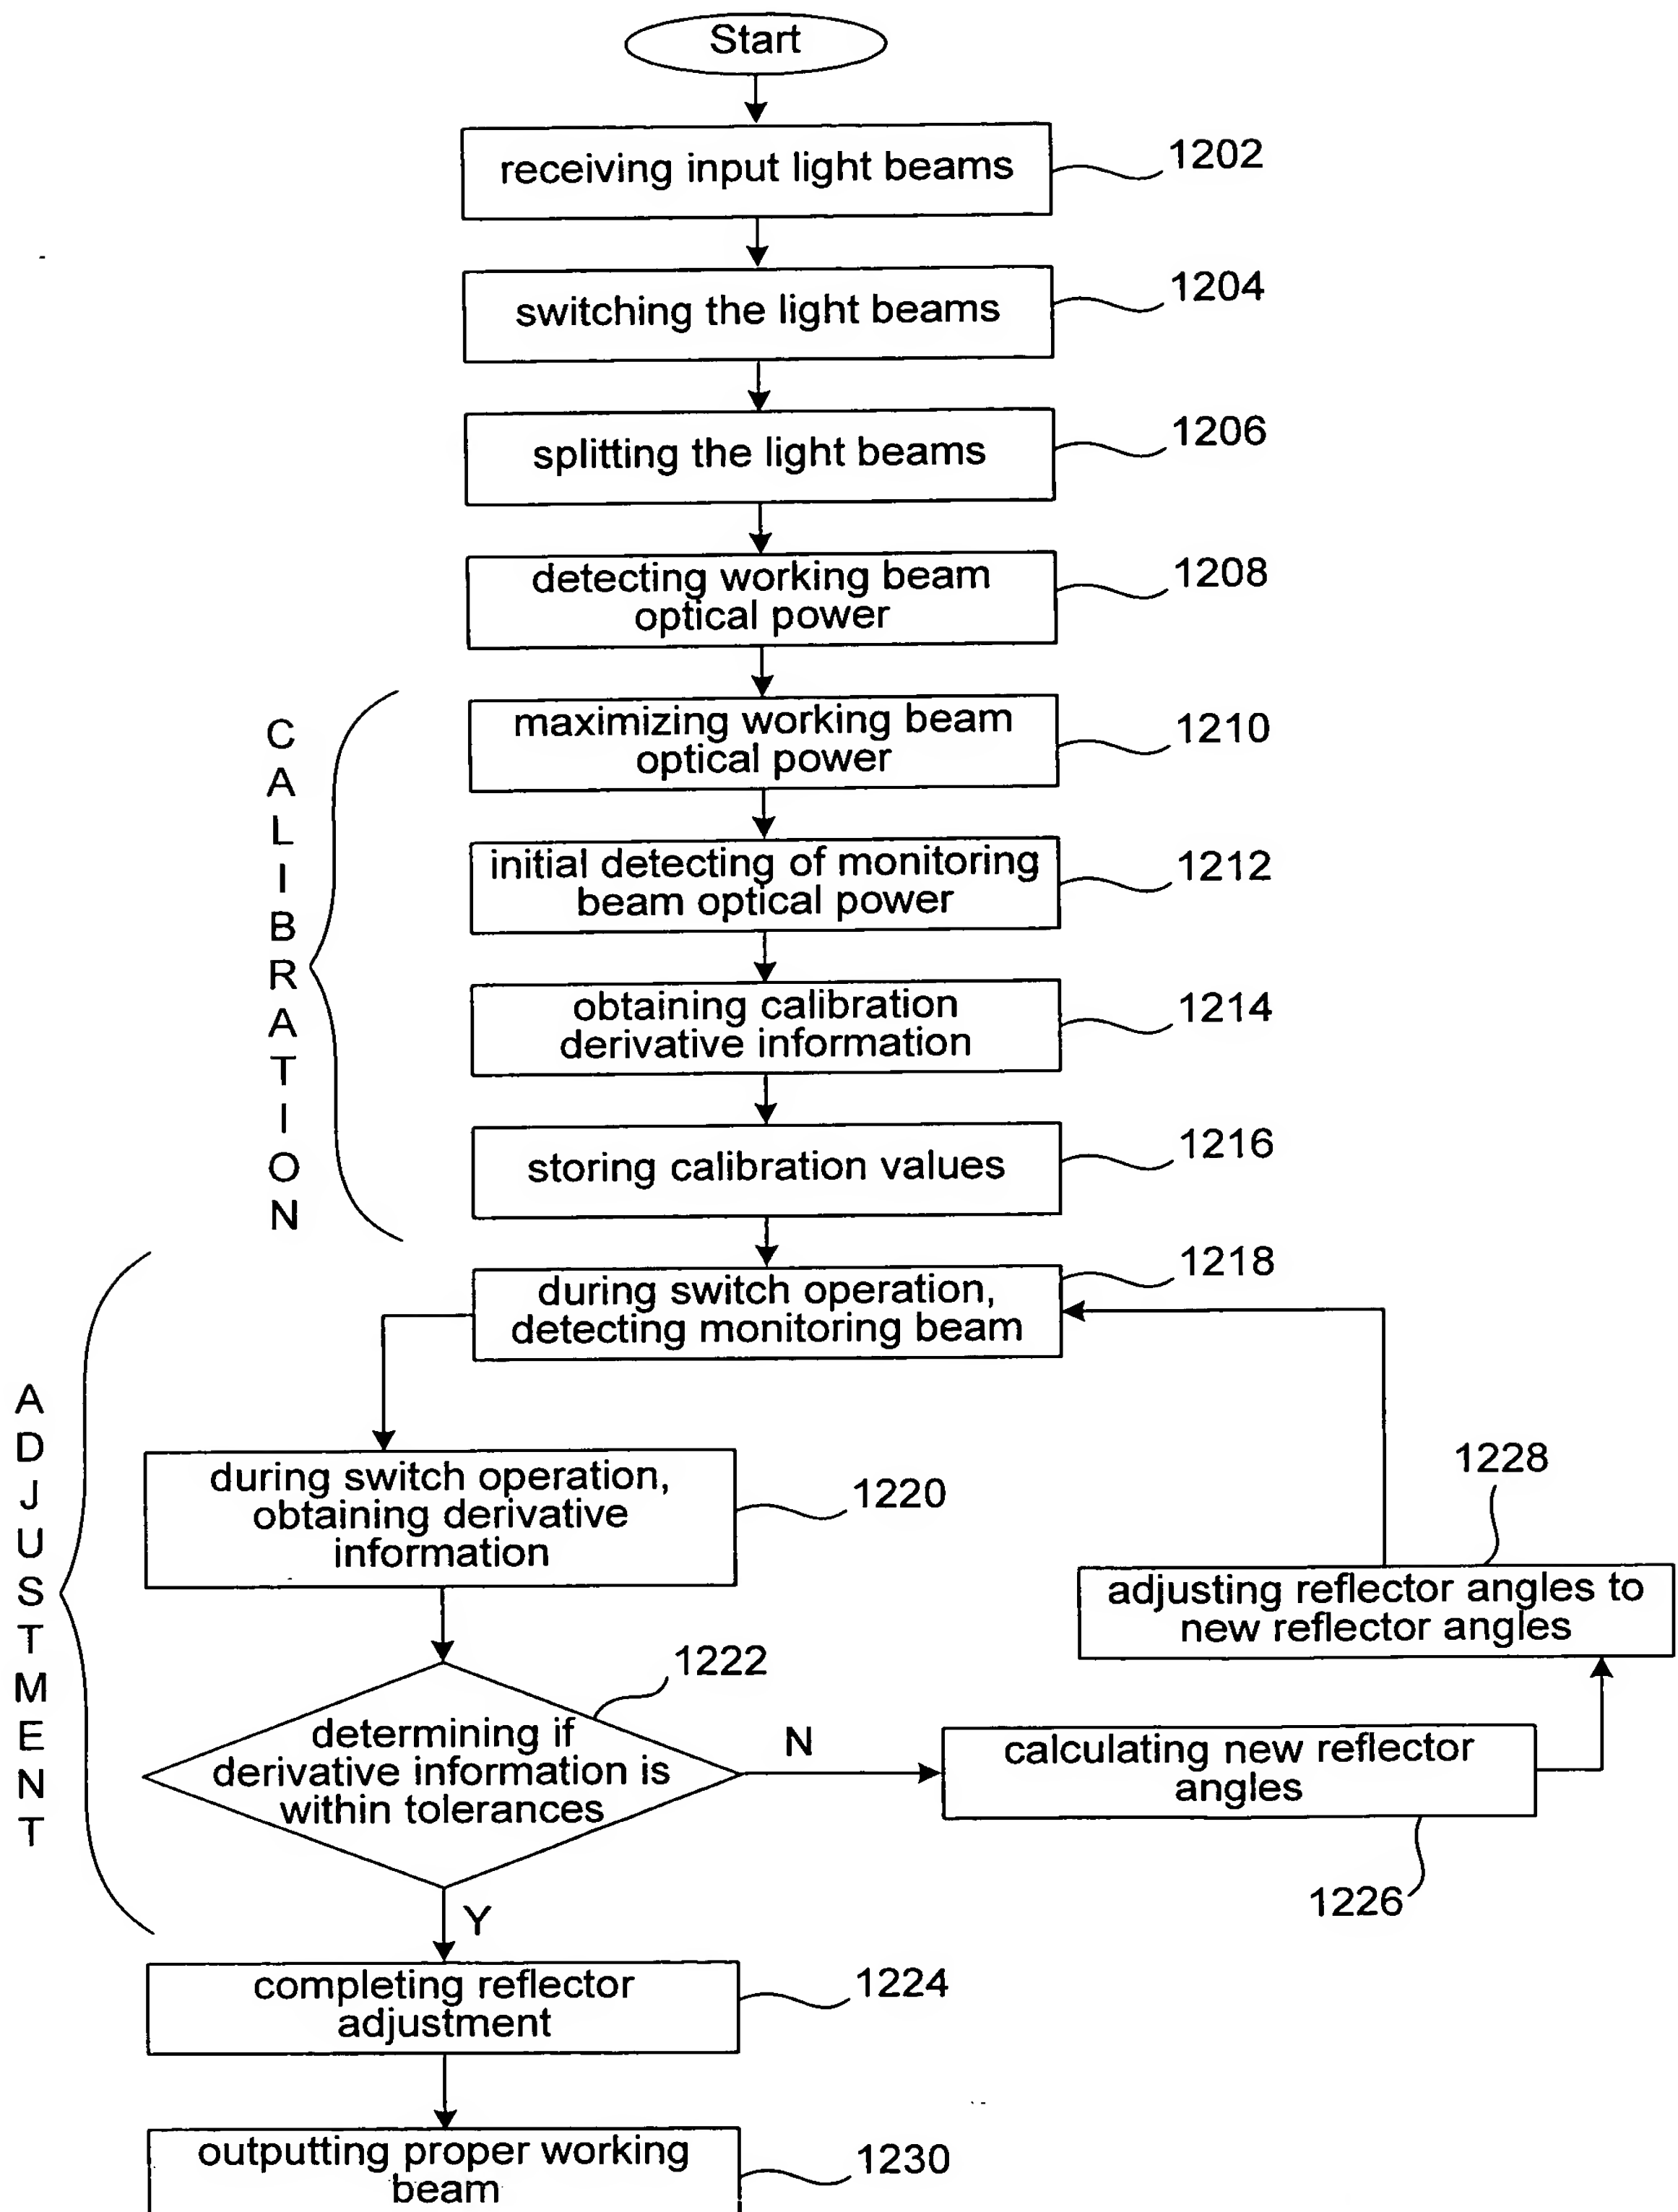 Start
receiving input light beams
1202
switching the light beams
1204
splitting the light beams
1206
detecting working beam
optical power
1208
CALIBRATION
maximizing working beam
optical power
1210
initial detecting of monitoring
beam optical power
1212
obtaining calibration
derivative information
1214
storing calibration values
1216
ADJUSTMENT
during switch operation,
detecting monitoring beam
1218
during switch operation,
obtaining derivative
information
1220
1228
adjusting reflector angles to
new reflector angles
1222
determining if
derivative information is
within tolerances
N
calculating new reflector
angles
1226
Y
completing reflector
adjustment
1224
outputting proper working
beam
1230